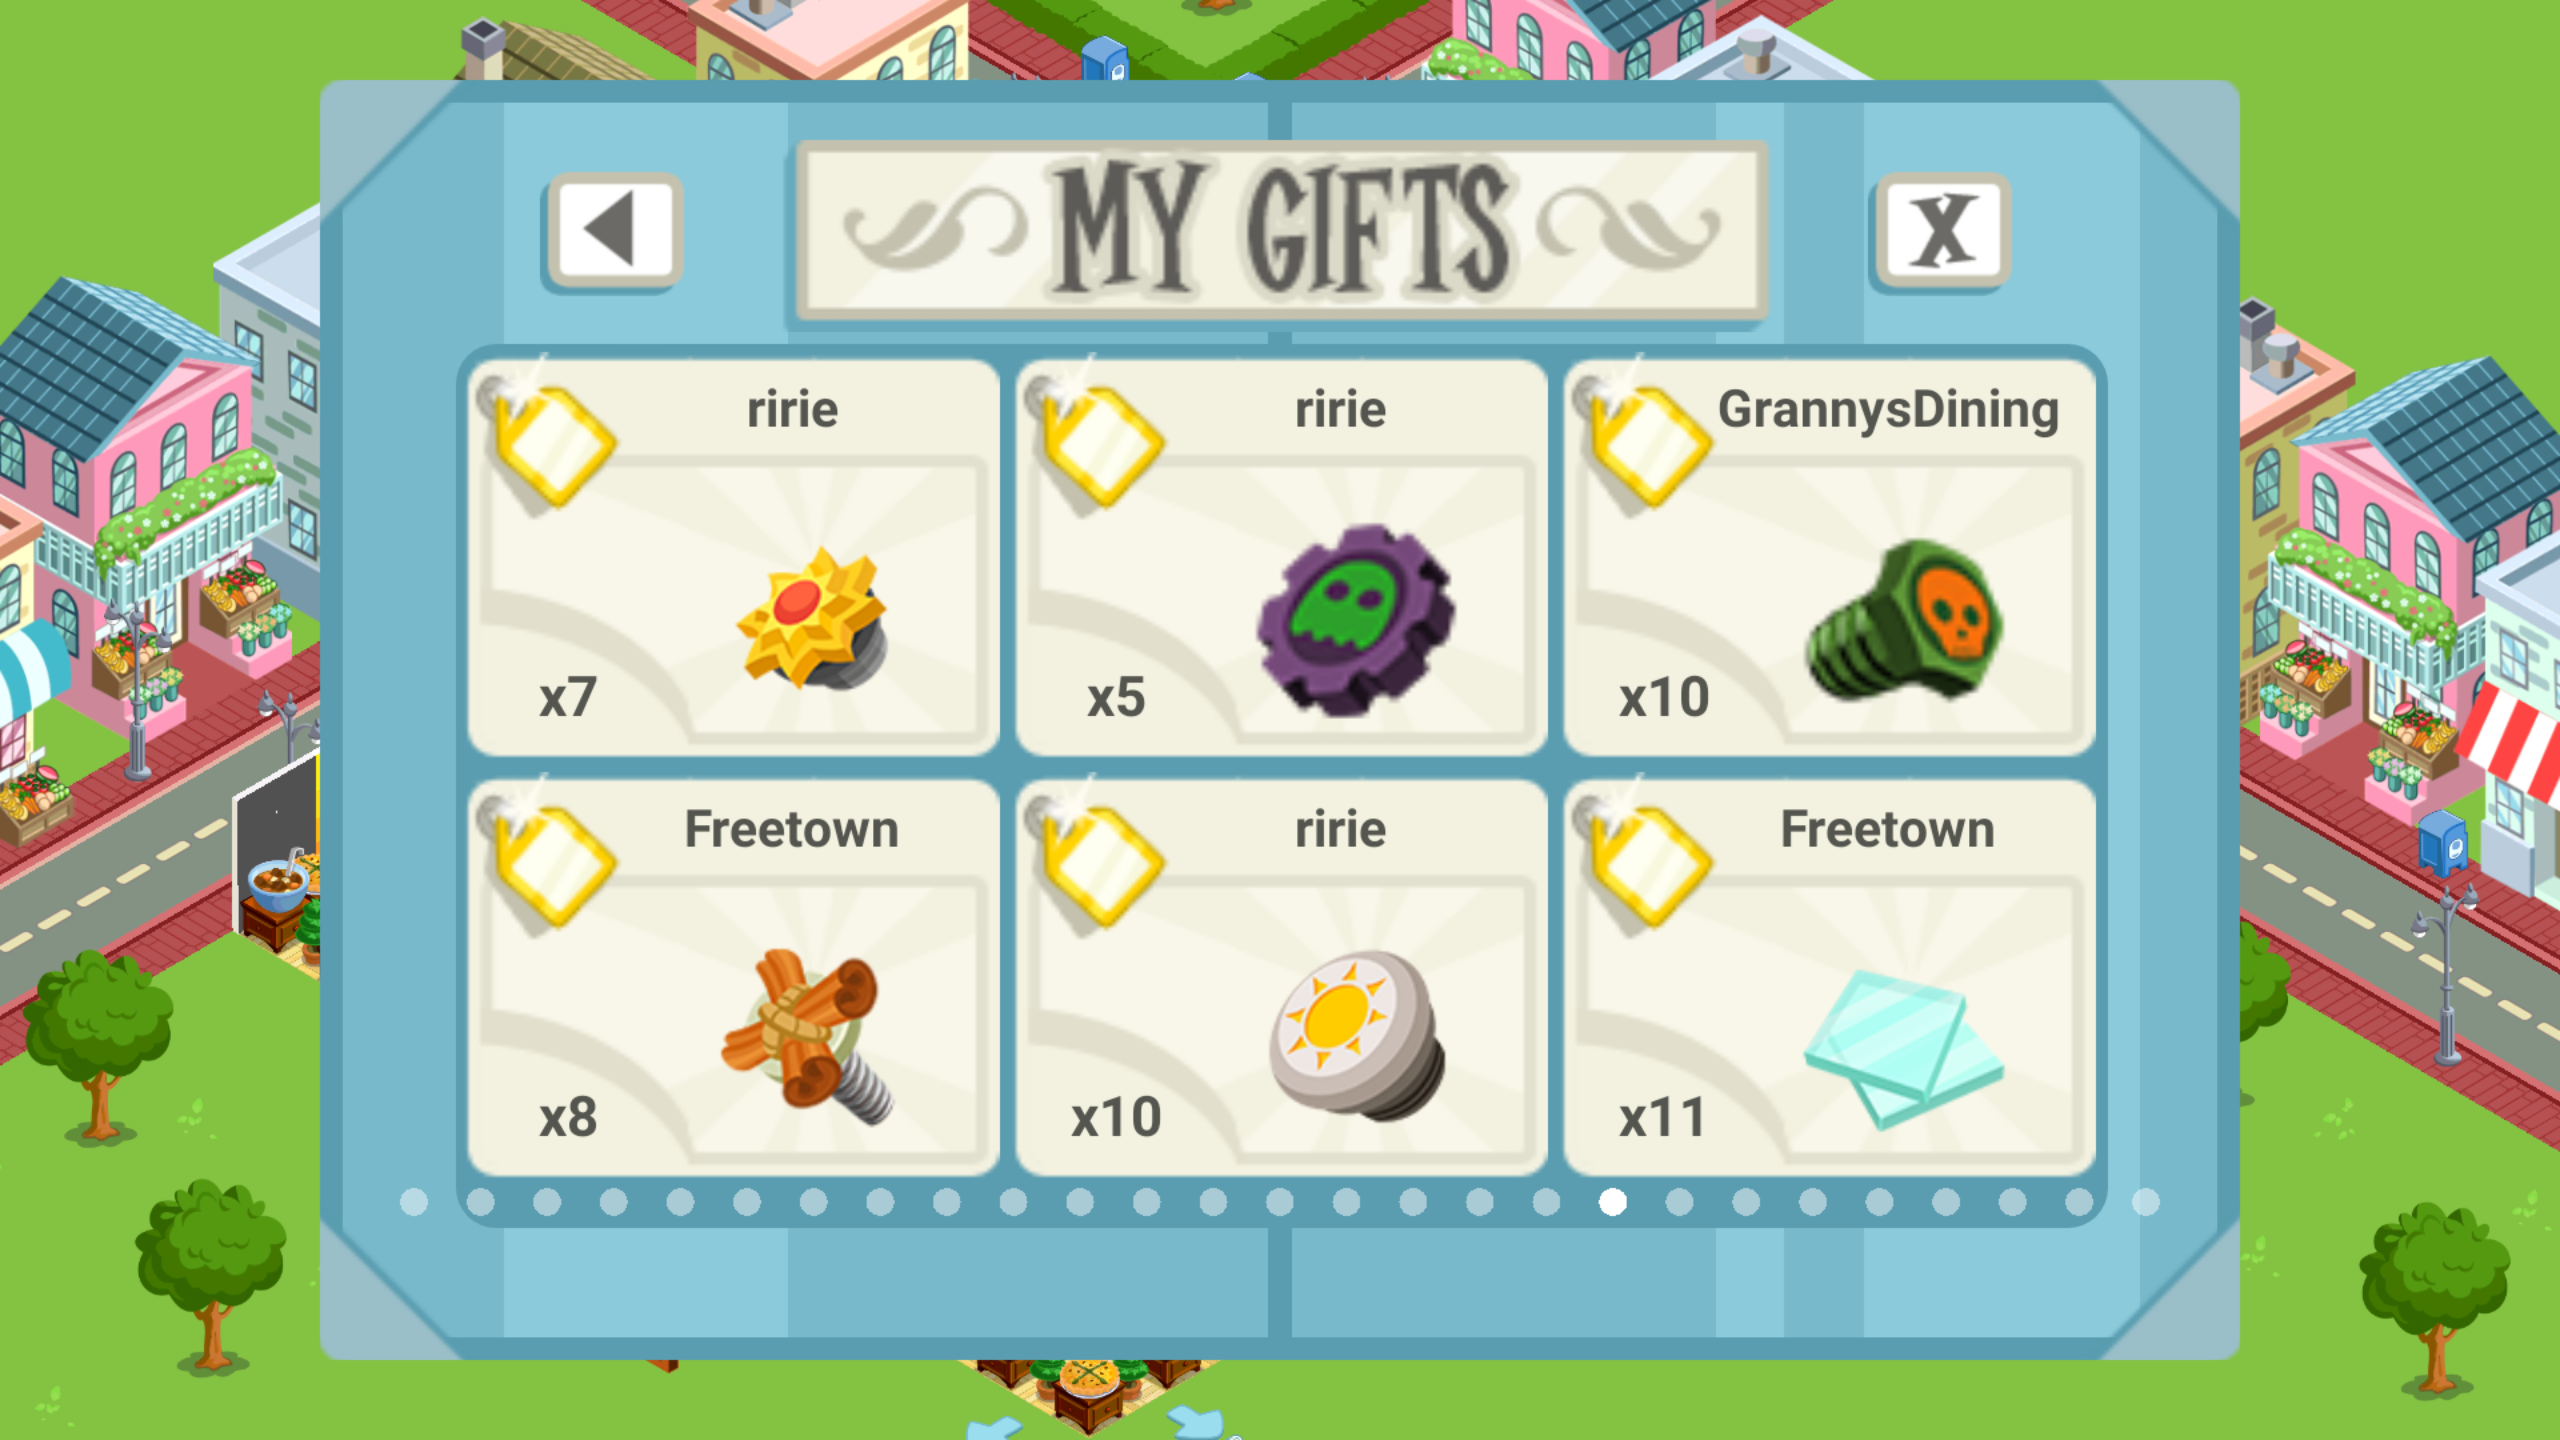 MY GIFTS
X
ririe
x7
ririe
x5
GrannysDining
x10
Freetown
x8
ririe
x10
Freetown
x11